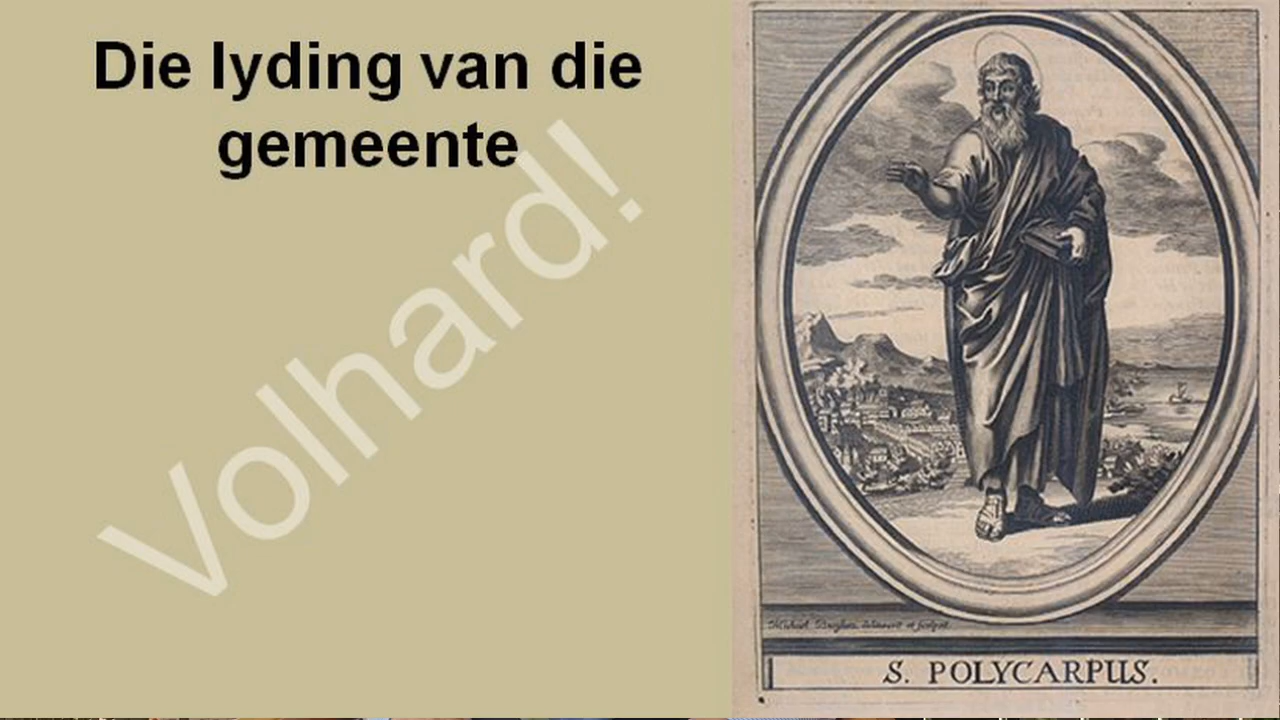 Die lyding van die
gemeente
Volhard!
S. POLYCARPUS.